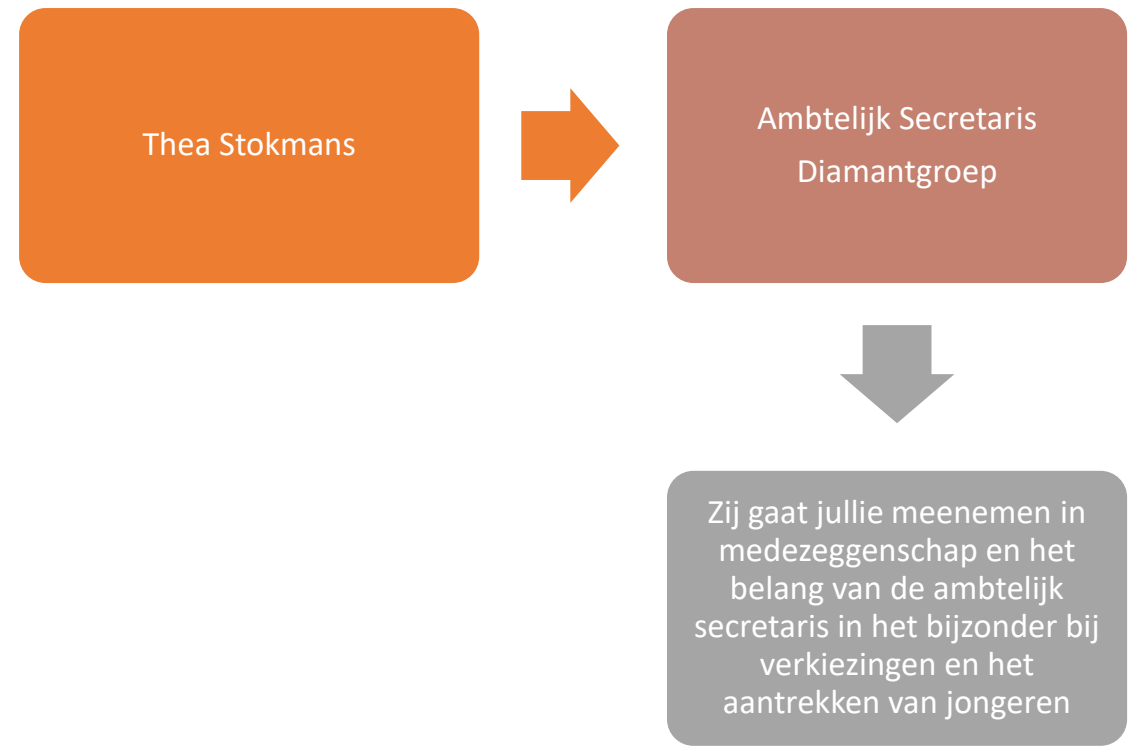 Thea Stokmans
Ambtelijk Secretaris
Diamantgroep
Zij gaat jullie meenemen in
medezeggenschap en het
belang van de ambtelijk
secretaris in het bijzonder bij
verkiezingen en het
aantrekken van jongeren